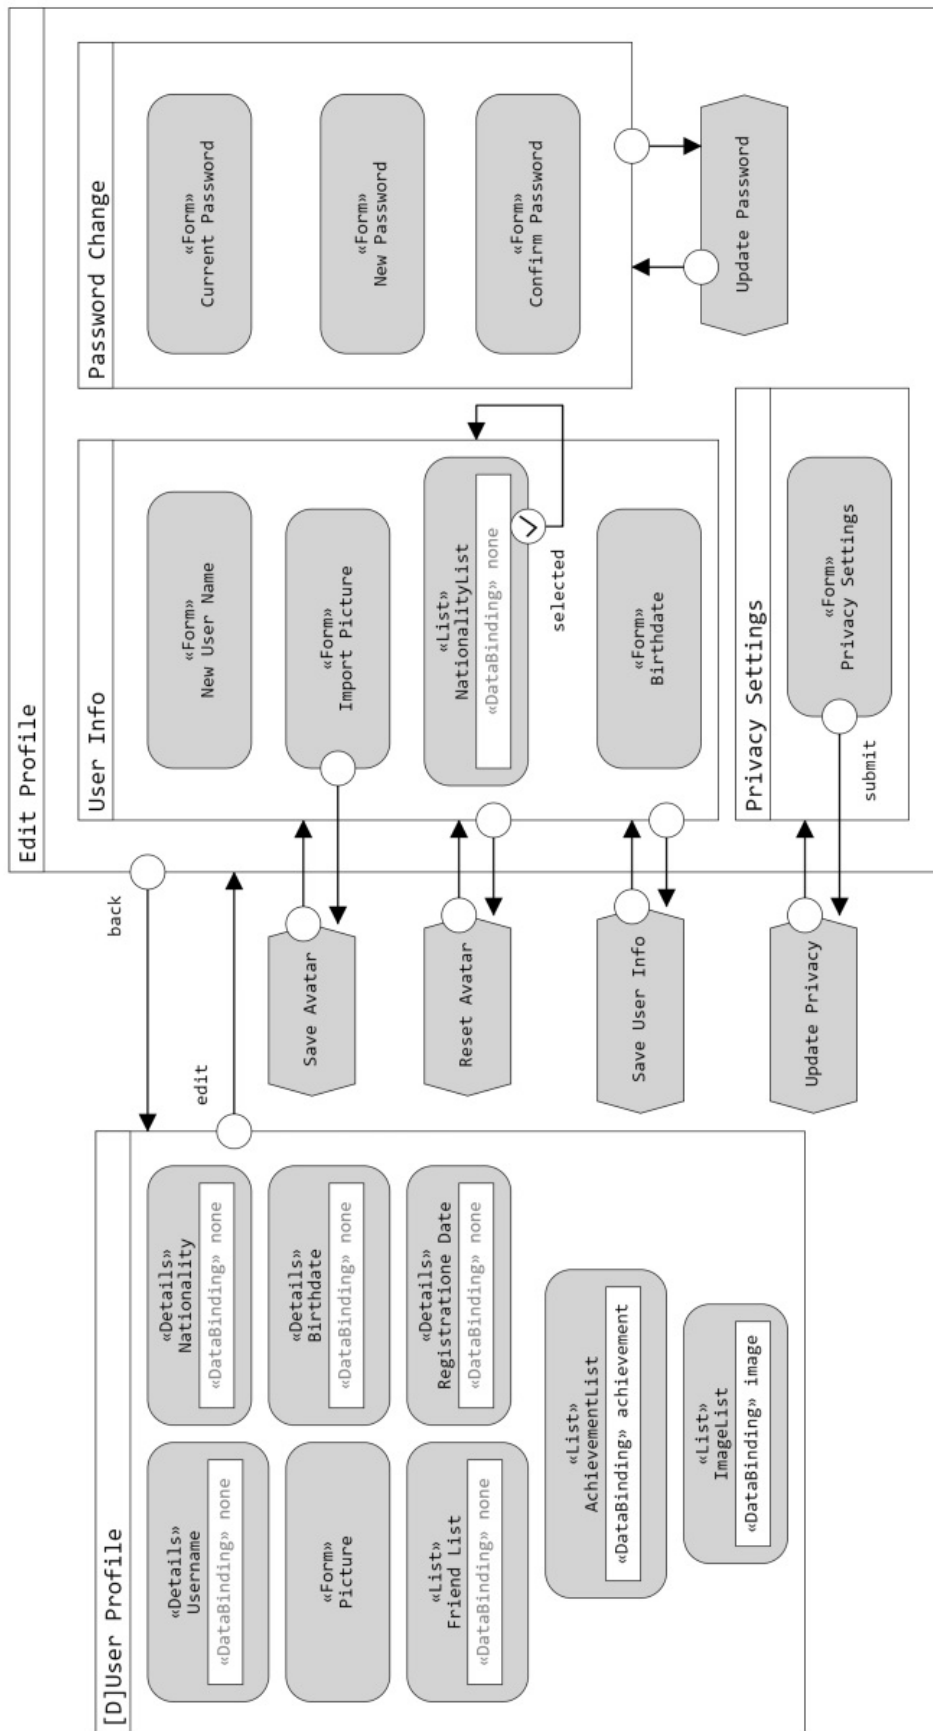 [D]User Profile
«Details»
Username
«DataBinding» none
«Details»
Nationality
«DataBinding» none
«Form»
Picture
«Details»
Birthdate
«DataBinding» none
«List»
Friend List
«DataBinding» none
«Details»
Registratione Date
«DataBinding» none
«List»
AchievementList
«DataBinding» achievement
«List»
ImageList
«DataBinding» image
back
edit
Save Avatar
Reset Avatar
Save User Info
Update Privacy
Edit Profile
User Info
«Form»
New User Name
«Form»
Import Picture
«List»
NationalityList
«DataBinding» none
selected
«Form»
Birthdate
Privacy Settings
«Form»
Privacy Settings
submit
Password Change
«Form»
Current Password
«Form»
New Password
«Form»
Confirm Password
Update Password